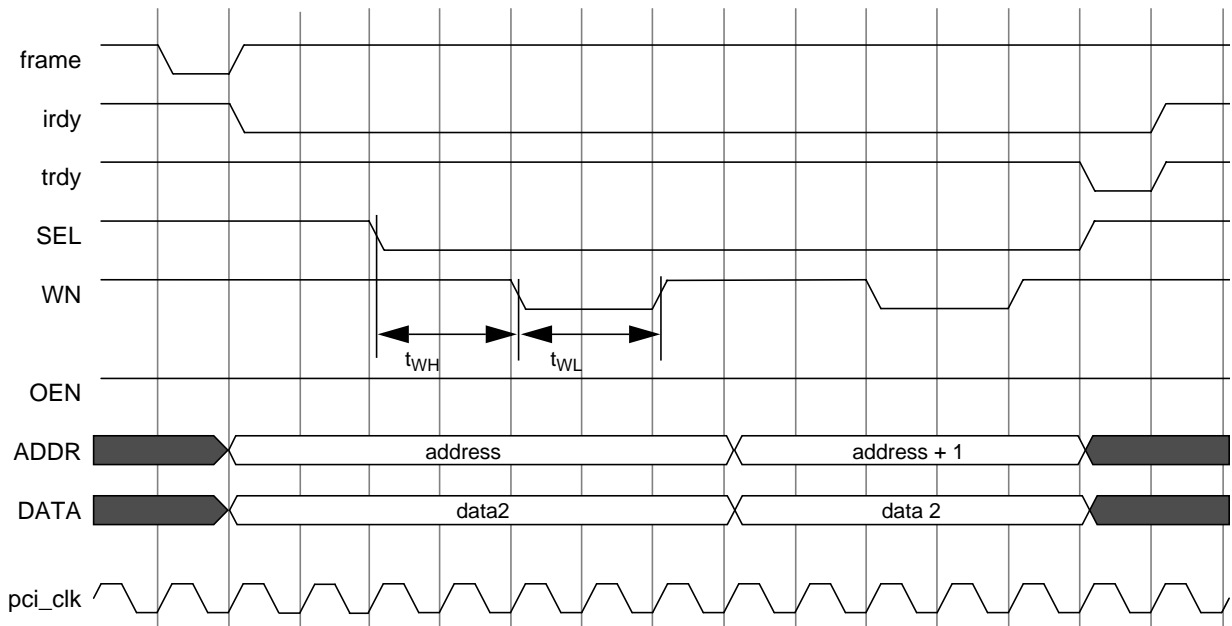 frame
irdy
trdy
SEL
WN
tWH tWL
OEN
ADDR address address + 1
DATA data2 data 2
pci_clk